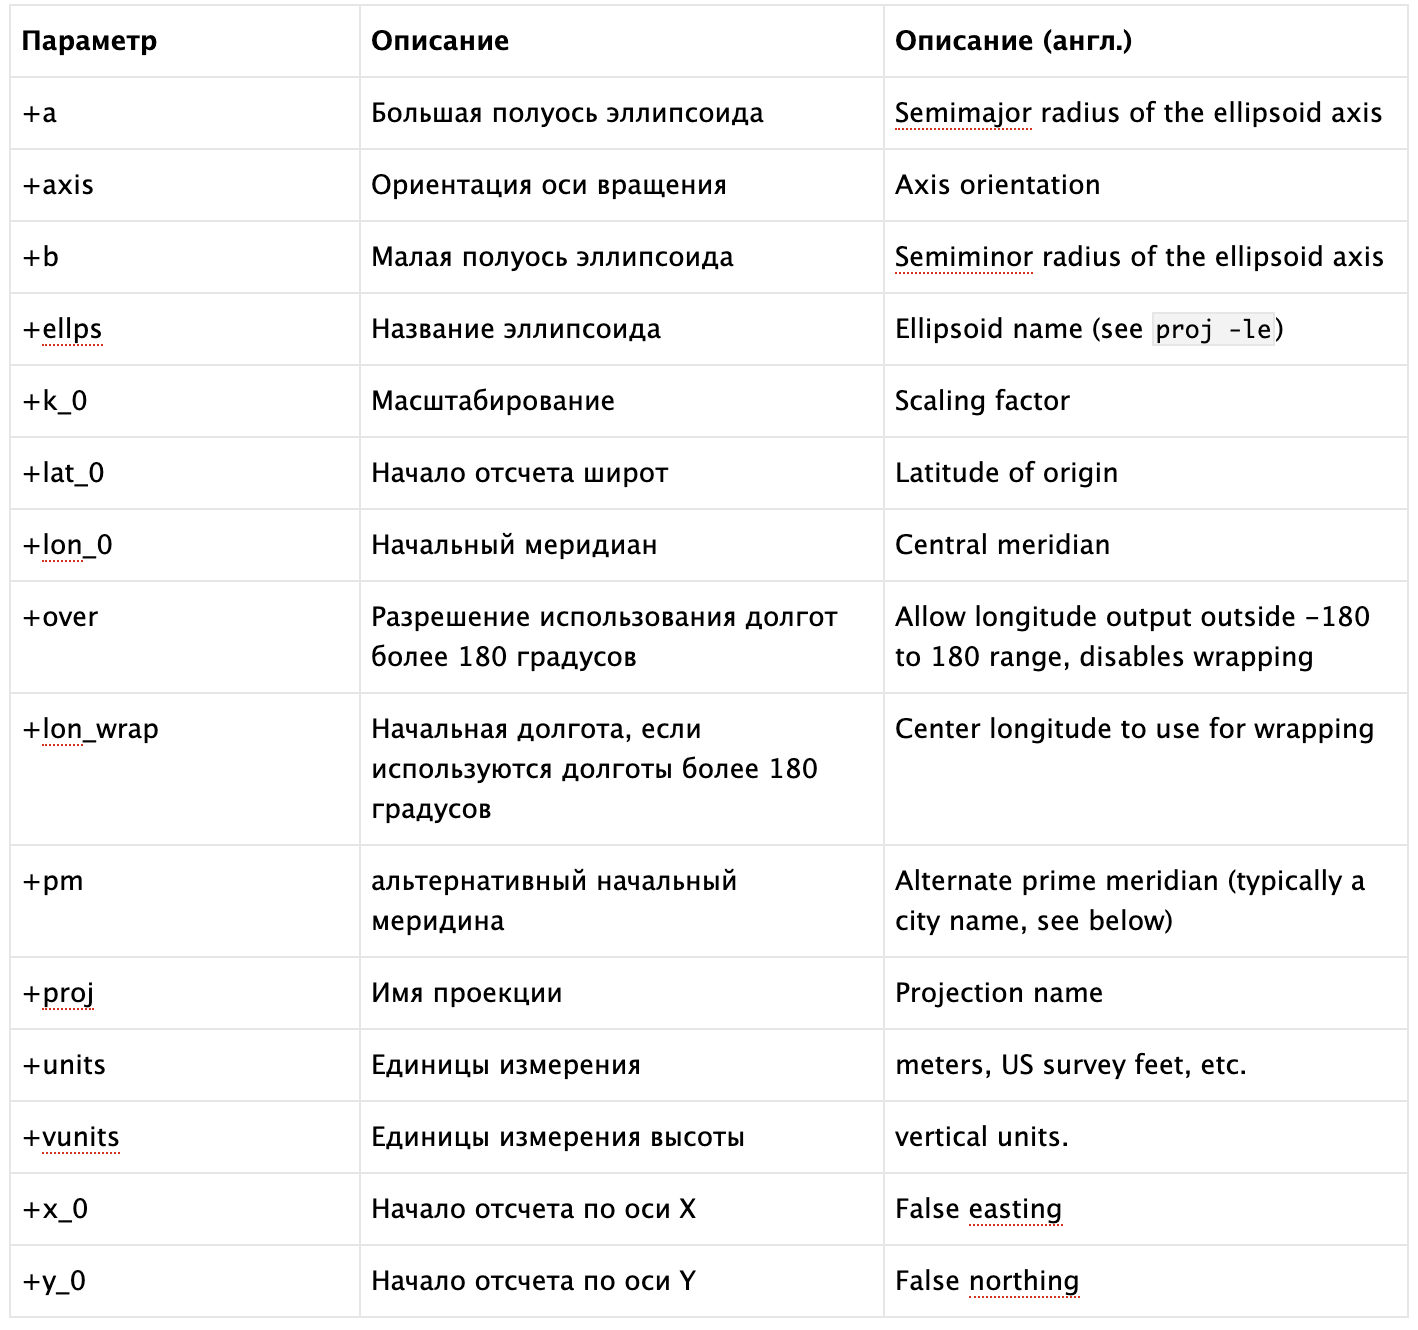 Параметр Описание Описание (англ.)
+a Большая полуось эллипсоида Semimajor radius of the ellipsoid axis
+axis Ориентация оси вращения Axis orientation
+b Малая полуось эллипсоида Semiminor radius of the ellipsoid axis
+ellps Название эллипсоида Ellipsoid name (see proj -le)
+k_0 Масштабирование Scaling factor
+lat_0 Начало отсчета широт Latitude of origin
+lon_0 Начальный меридиан Central meridian
+over Разрешение использования долгот Allow longitude output outside -180
более 180 градусов to 180 range, disables wrapping
+lon_wrap Начальная долгота, если Center longitude to use for wrapping
используются долготы более 180
градусов
+pm альтернативный начальный Alternate prime meridian (typically a
меридина city name, see below)
+proj Имя проекции Projection name
+units Единицы измерения meters, US survey feet, etc.
+vunits Единицы измерения высоты vertical units.
+x_0 Начало отсчета по оси X False easting
+y_0 Начало отсчета по оси Y False northing